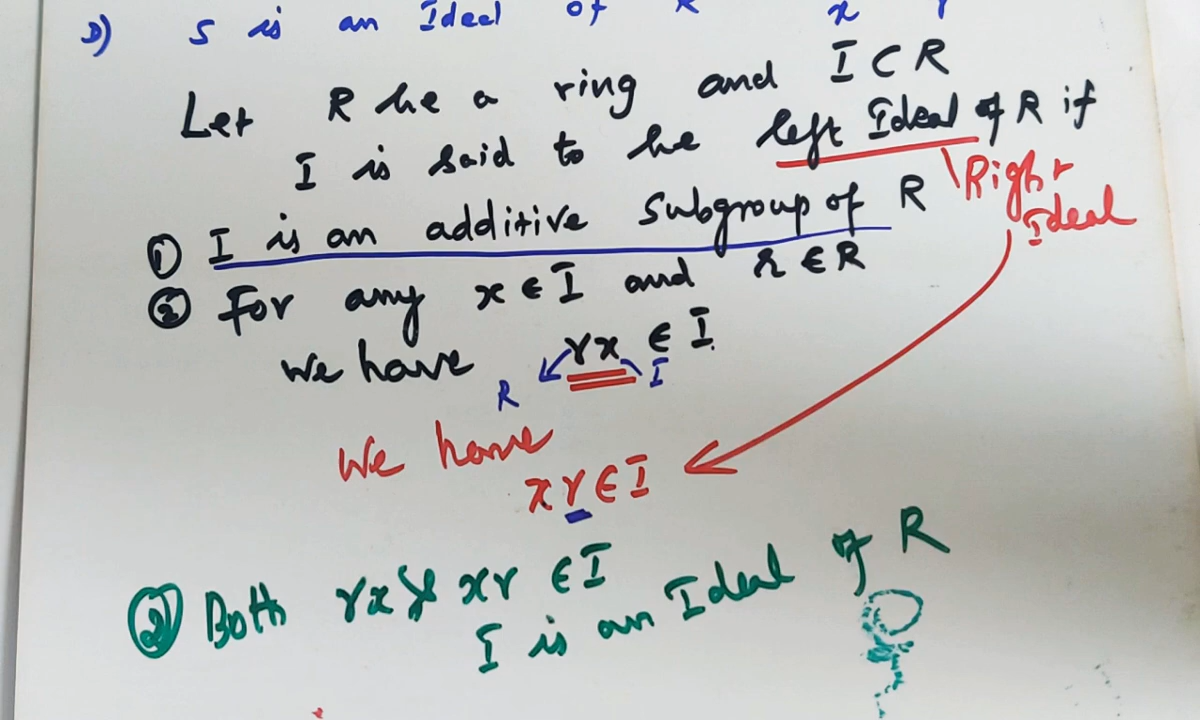 D) S is an Ideal of R
Let R be a ring and I ⊂ R
I is said to be left Ideal of R if
\ Right Ideal
① I is an additive subgroup of R
② For any x ∈ I and r ∈ R
we have rx ∈ I.
R I
We have
xr ∈ I
② Both rx & xr ∈ I
I is an Ideal of R